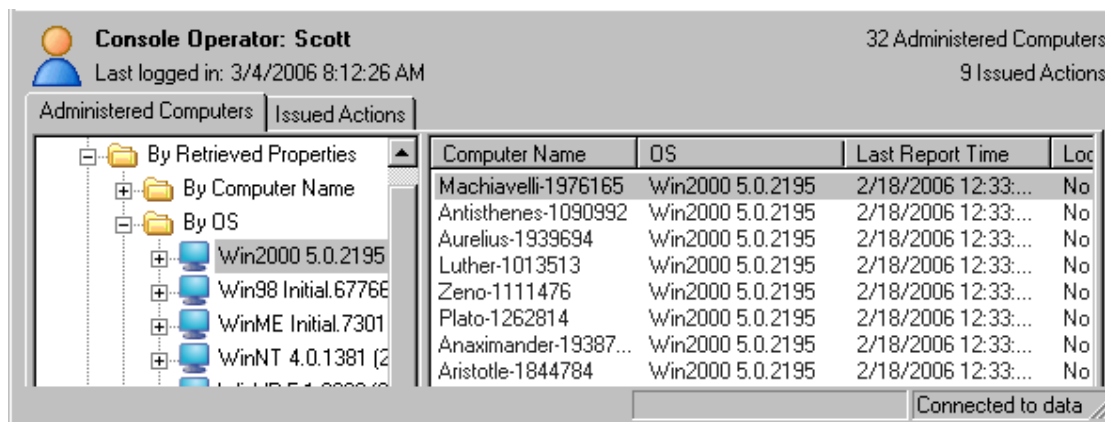 Console Operator: Scott
32 Administered Computers
Last logged in: 3/4/2006 8:12:26 AM
9 Issued Actions
Administered Computers
Issued Actions
By Retrieved Properties
By Computer Name
By OS
Win2000 5.0.2195
Win98 Initial.67766
WinME Initial.7301
WinNT 4.0.1381 (2
Computer Name OS Last Report Time Loc
Machiavelli-1976165 Win2000 5.0.2195 2/18/2006 12:33:... No
Antisthenes-1090992 Win2000 5.0.2195 2/18/2006 12:33:... No
Aurelius-1939694 Win2000 5.0.2195 2/18/2006 12:33:... No
Luther-1013513 Win2000 5.0.2195 2/18/2006 12:33:... No
Zeno-1111476 Win2000 5.0.2195 2/18/2006 12:33:... No
Plato-1262814 Win2000 5.0.2195 2/18/2006 12:33:... No
Anaximander-19387... Win2000 5.0.2195 2/18/2006 12:33:... No
Aristotle-1844784 Win2000 5.0.2195 2/18/2006 12:33:... No
Connected to data